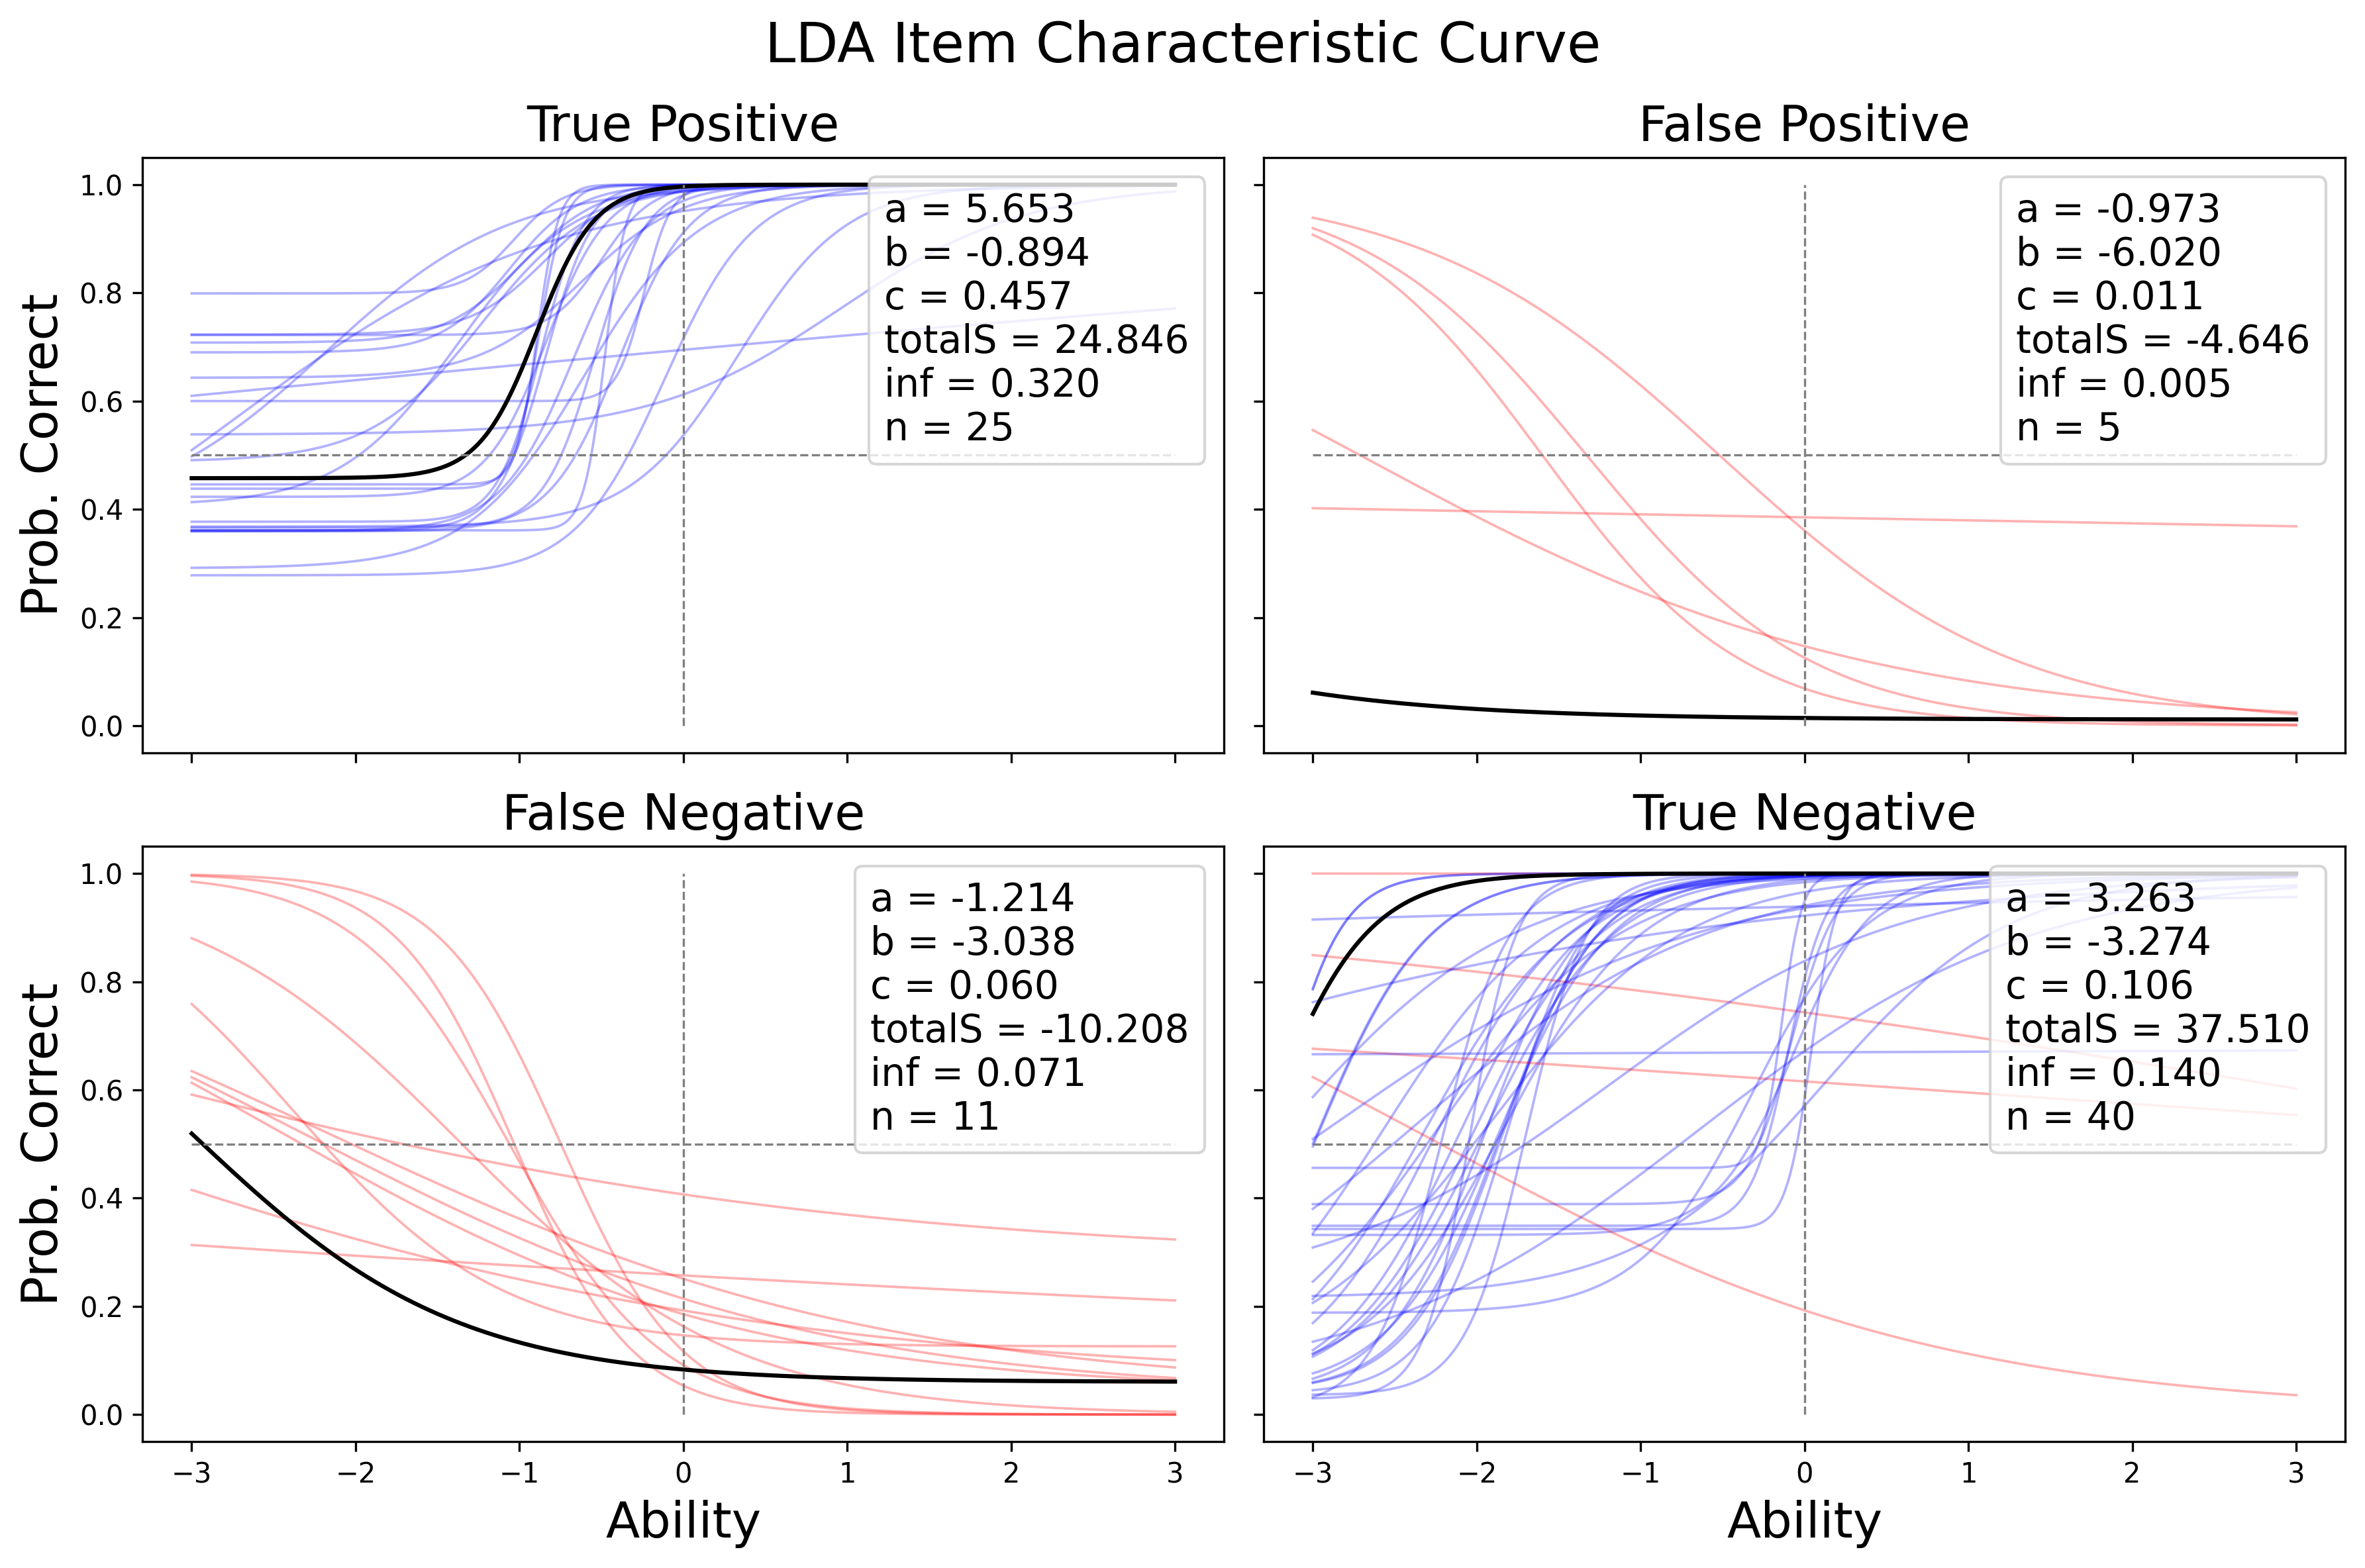 LDA Item Characteristic Curve
True Positive
False Positive
Prob. Correct
1.0
0.8
0.6
0.4
0.2
0.0
a = 5.653
b = -0.894
c = 0.457
totalS = 24.846
inf = 0.320
n = 25
a = -0.973
b = -6.020
c = 0.011
totalS = -4.646
inf = 0.005
n = 5
False Negative
True Negative
Prob. Correct
1.0
0.8
0.6
0.4
0.2
0.0
a = -1.214
b = -3.038
c = 0.060
totalS = -10.208
inf = 0.071
n = 11
a = 3.263
b = -3.274
c = 0.106
totalS = 37.510
inf = 0.140
n = 40
−3 −2 −1 0 1 2 3
−3 −2 −1 0 1 2 3
Ability
Ability